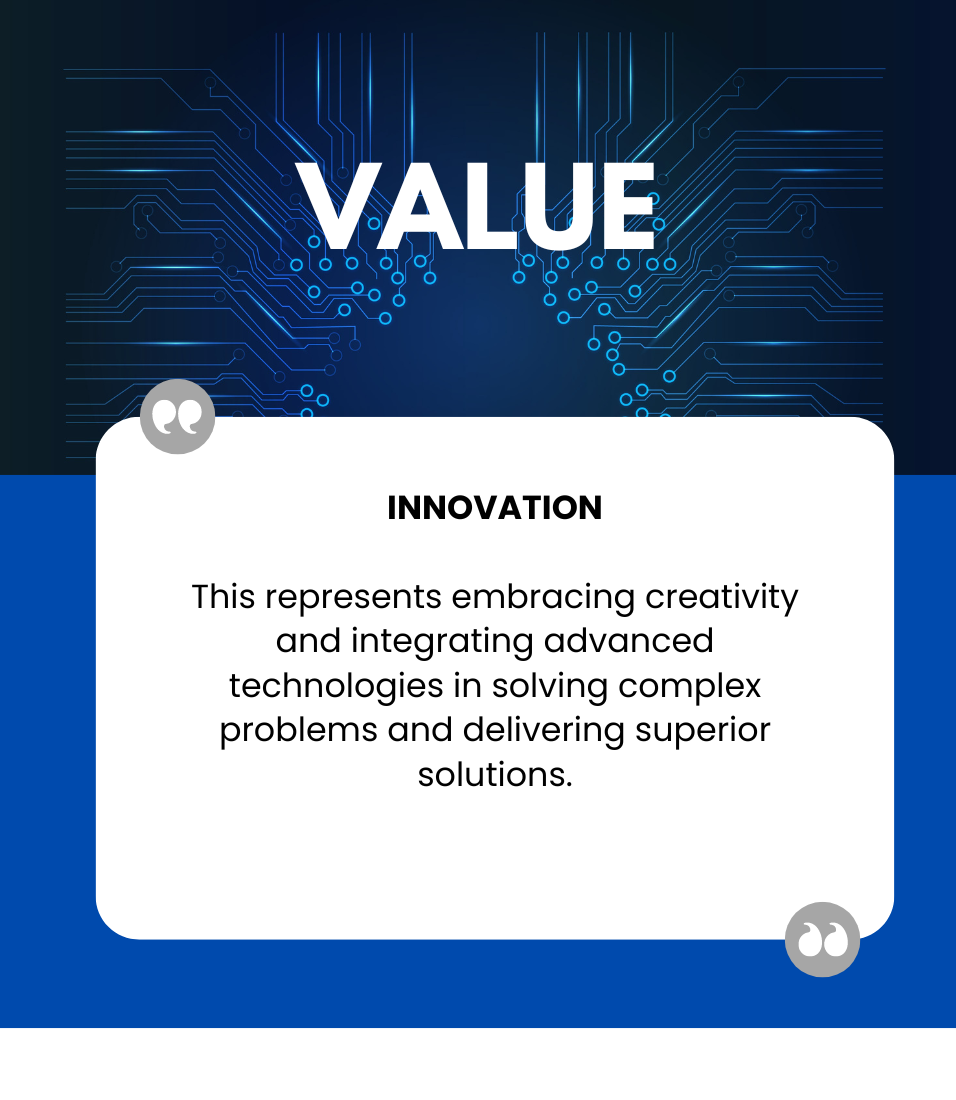 VALUE
INNOVATION
This represents embracing creativity
and integrating advanced
technologies in solving complex
problems and delivering superior
solutions.